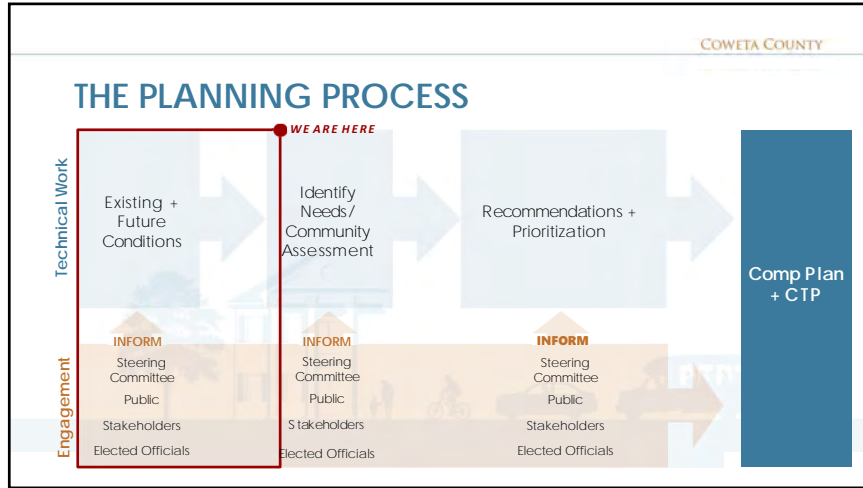 COWETA COUNTY
THE PLANNING PROCESS
WE ARE HERE
Technical Work
Existing +
Future
Conditions
Identify
Needs/
Community
Assessment
Recommendations +
Prioritization
Comp Plan
+ CTP
Engagement
INFORM
Steering
Committee
Public
Stakeholders
Elected Officials
INFORM
Steering
Committee
Public
Stakeholders
Elected Officials
INFORM
Steering
Committee
Public
Stakeholders
Elected Officials